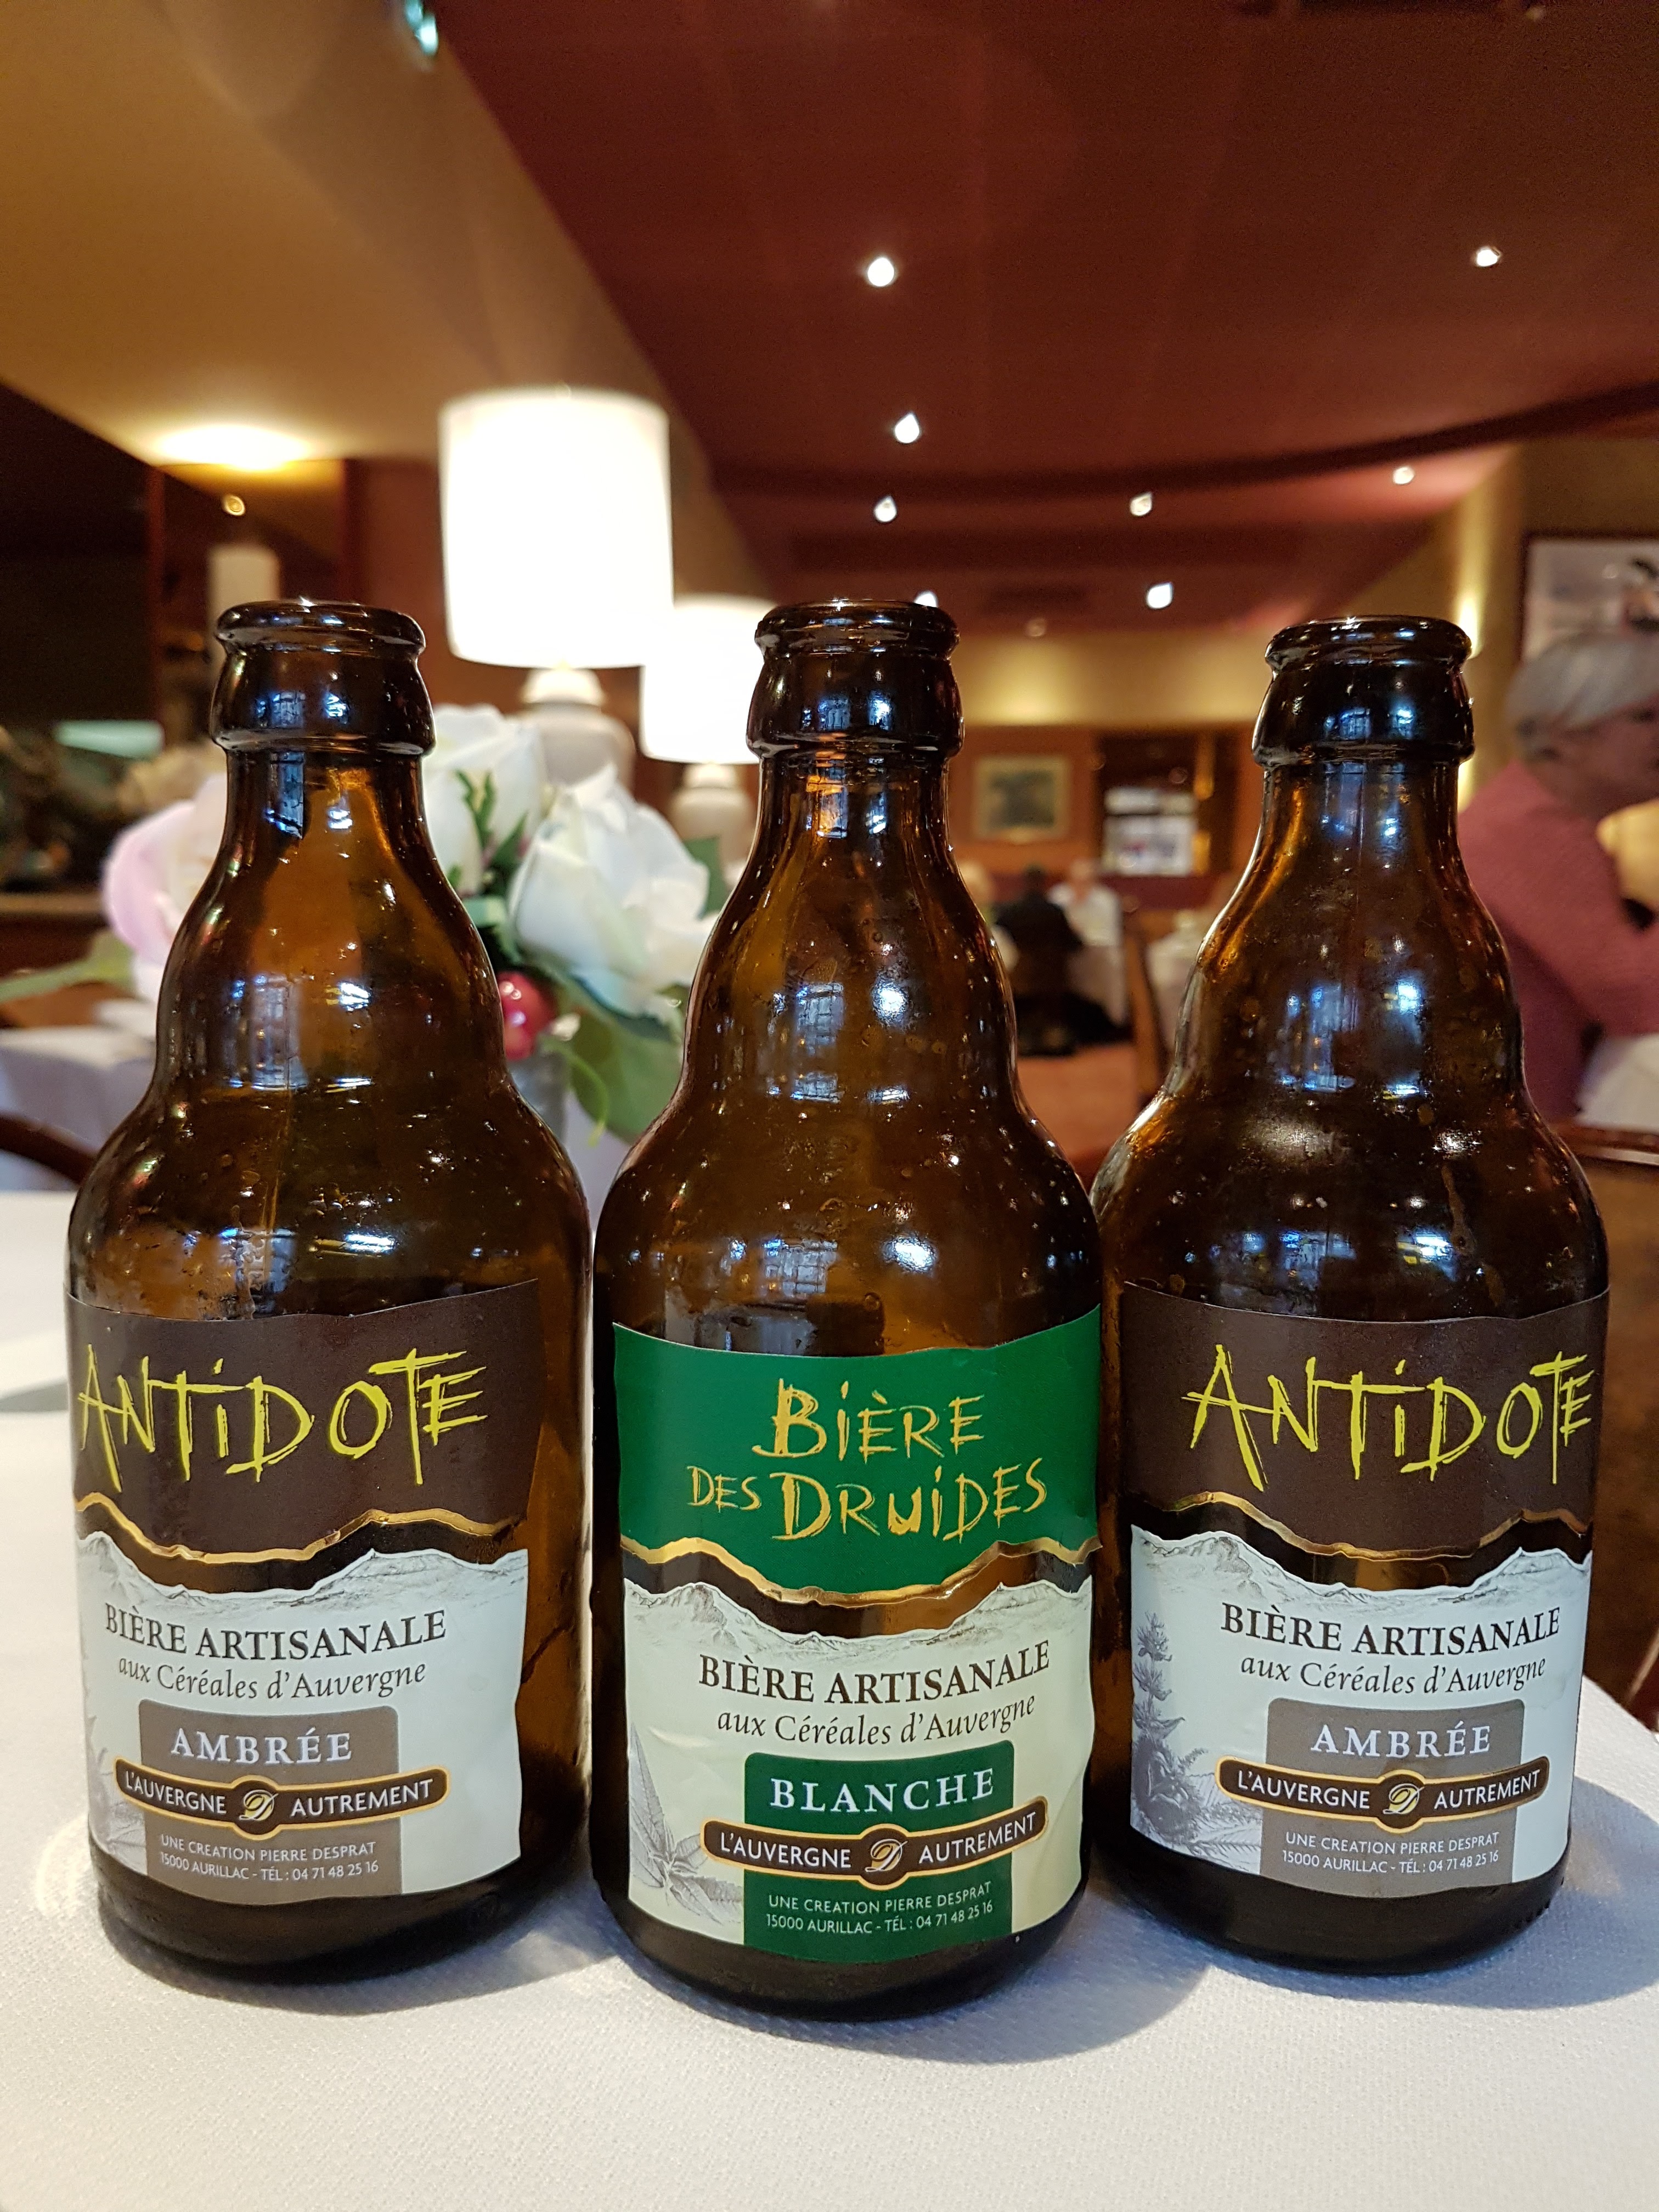 ANTiDOTE
BIÈRE ARTISANALE
aux Céréales d'Auvergne
AMBRÉE
L'AUVERGNE D AUTREMENT
UNE CREATION PIERRE DESPRAT
15000 AURILLAC - TÉL : 04 71 48 25 16
BiÈRE
DES DRUiDES
BIÈRE ARTISANALE
aux Céréales d'Auvergne
BLANCHE
L'AUVERGNE D AUTREMENT
UNE CREATION PIERRE DESPRAT
15000 AURILLAC - TÉL : 04 71 48 25 16
ANTiDOTE
BIÈRE ARTISANALE
aux Céréales d'Auvergne
AMBRÉE
L'AUVERGNE D AUTREMENT
UNE CREATION PIERRE DESPRAT
15000 AURILLAC - TÉL : 04 71 48 25 16